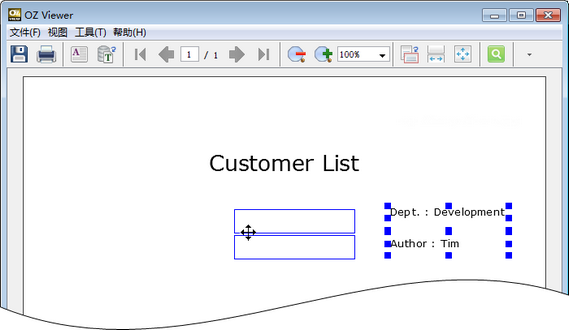 OZ Viewer
文件(F) 视图 工具(T) 帮助(H)
1 / 1 100%
Customer List
Dept. : Development
Author : Tim